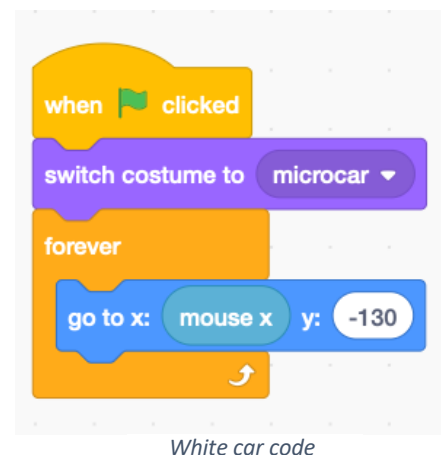 when clicked
switch costume to microcar
forever
go to x: mouse x y: -130
White car code